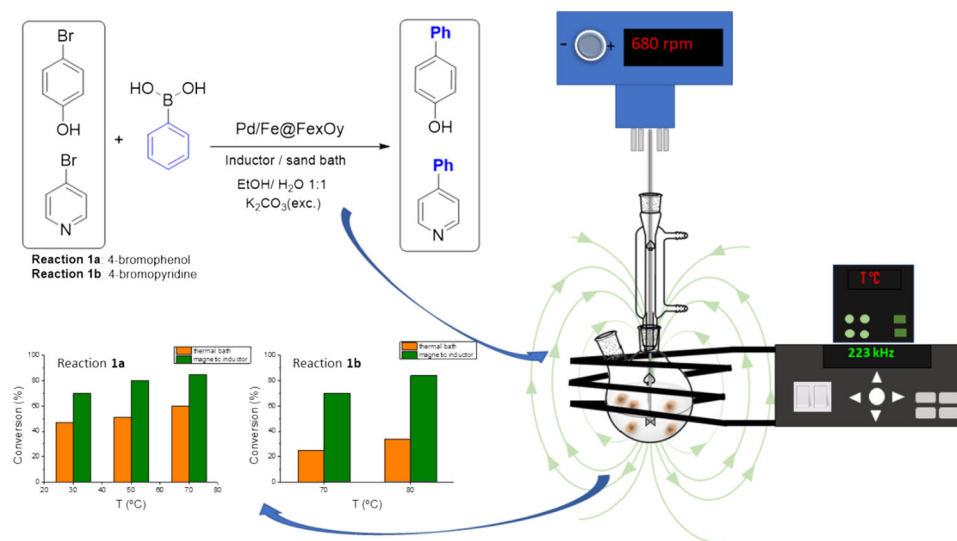 Br
OH
+
HO
OH
B
Br
N
Pd/Fe@FexOy
Inductor / sand bath
EtOH/ H2O 1:1
K2CO3(exc.)
Ph
OH
Ph
N
Reaction 1a: 4-bromophenol
Reaction 1b: 4-bromopyridine
- + 680 rpm
T ºC
223 kHz
Reaction 1a
thermal bath
magnetic inductor
Conversion (%)
100
80
60
40
20
0
20 30 40 50 60 70 80
T (ºC)
Reaction 1b
thermal bath
magnetic inductor
Conversion (%)
100
80
60
40
20
0
70 80
T (ºC)